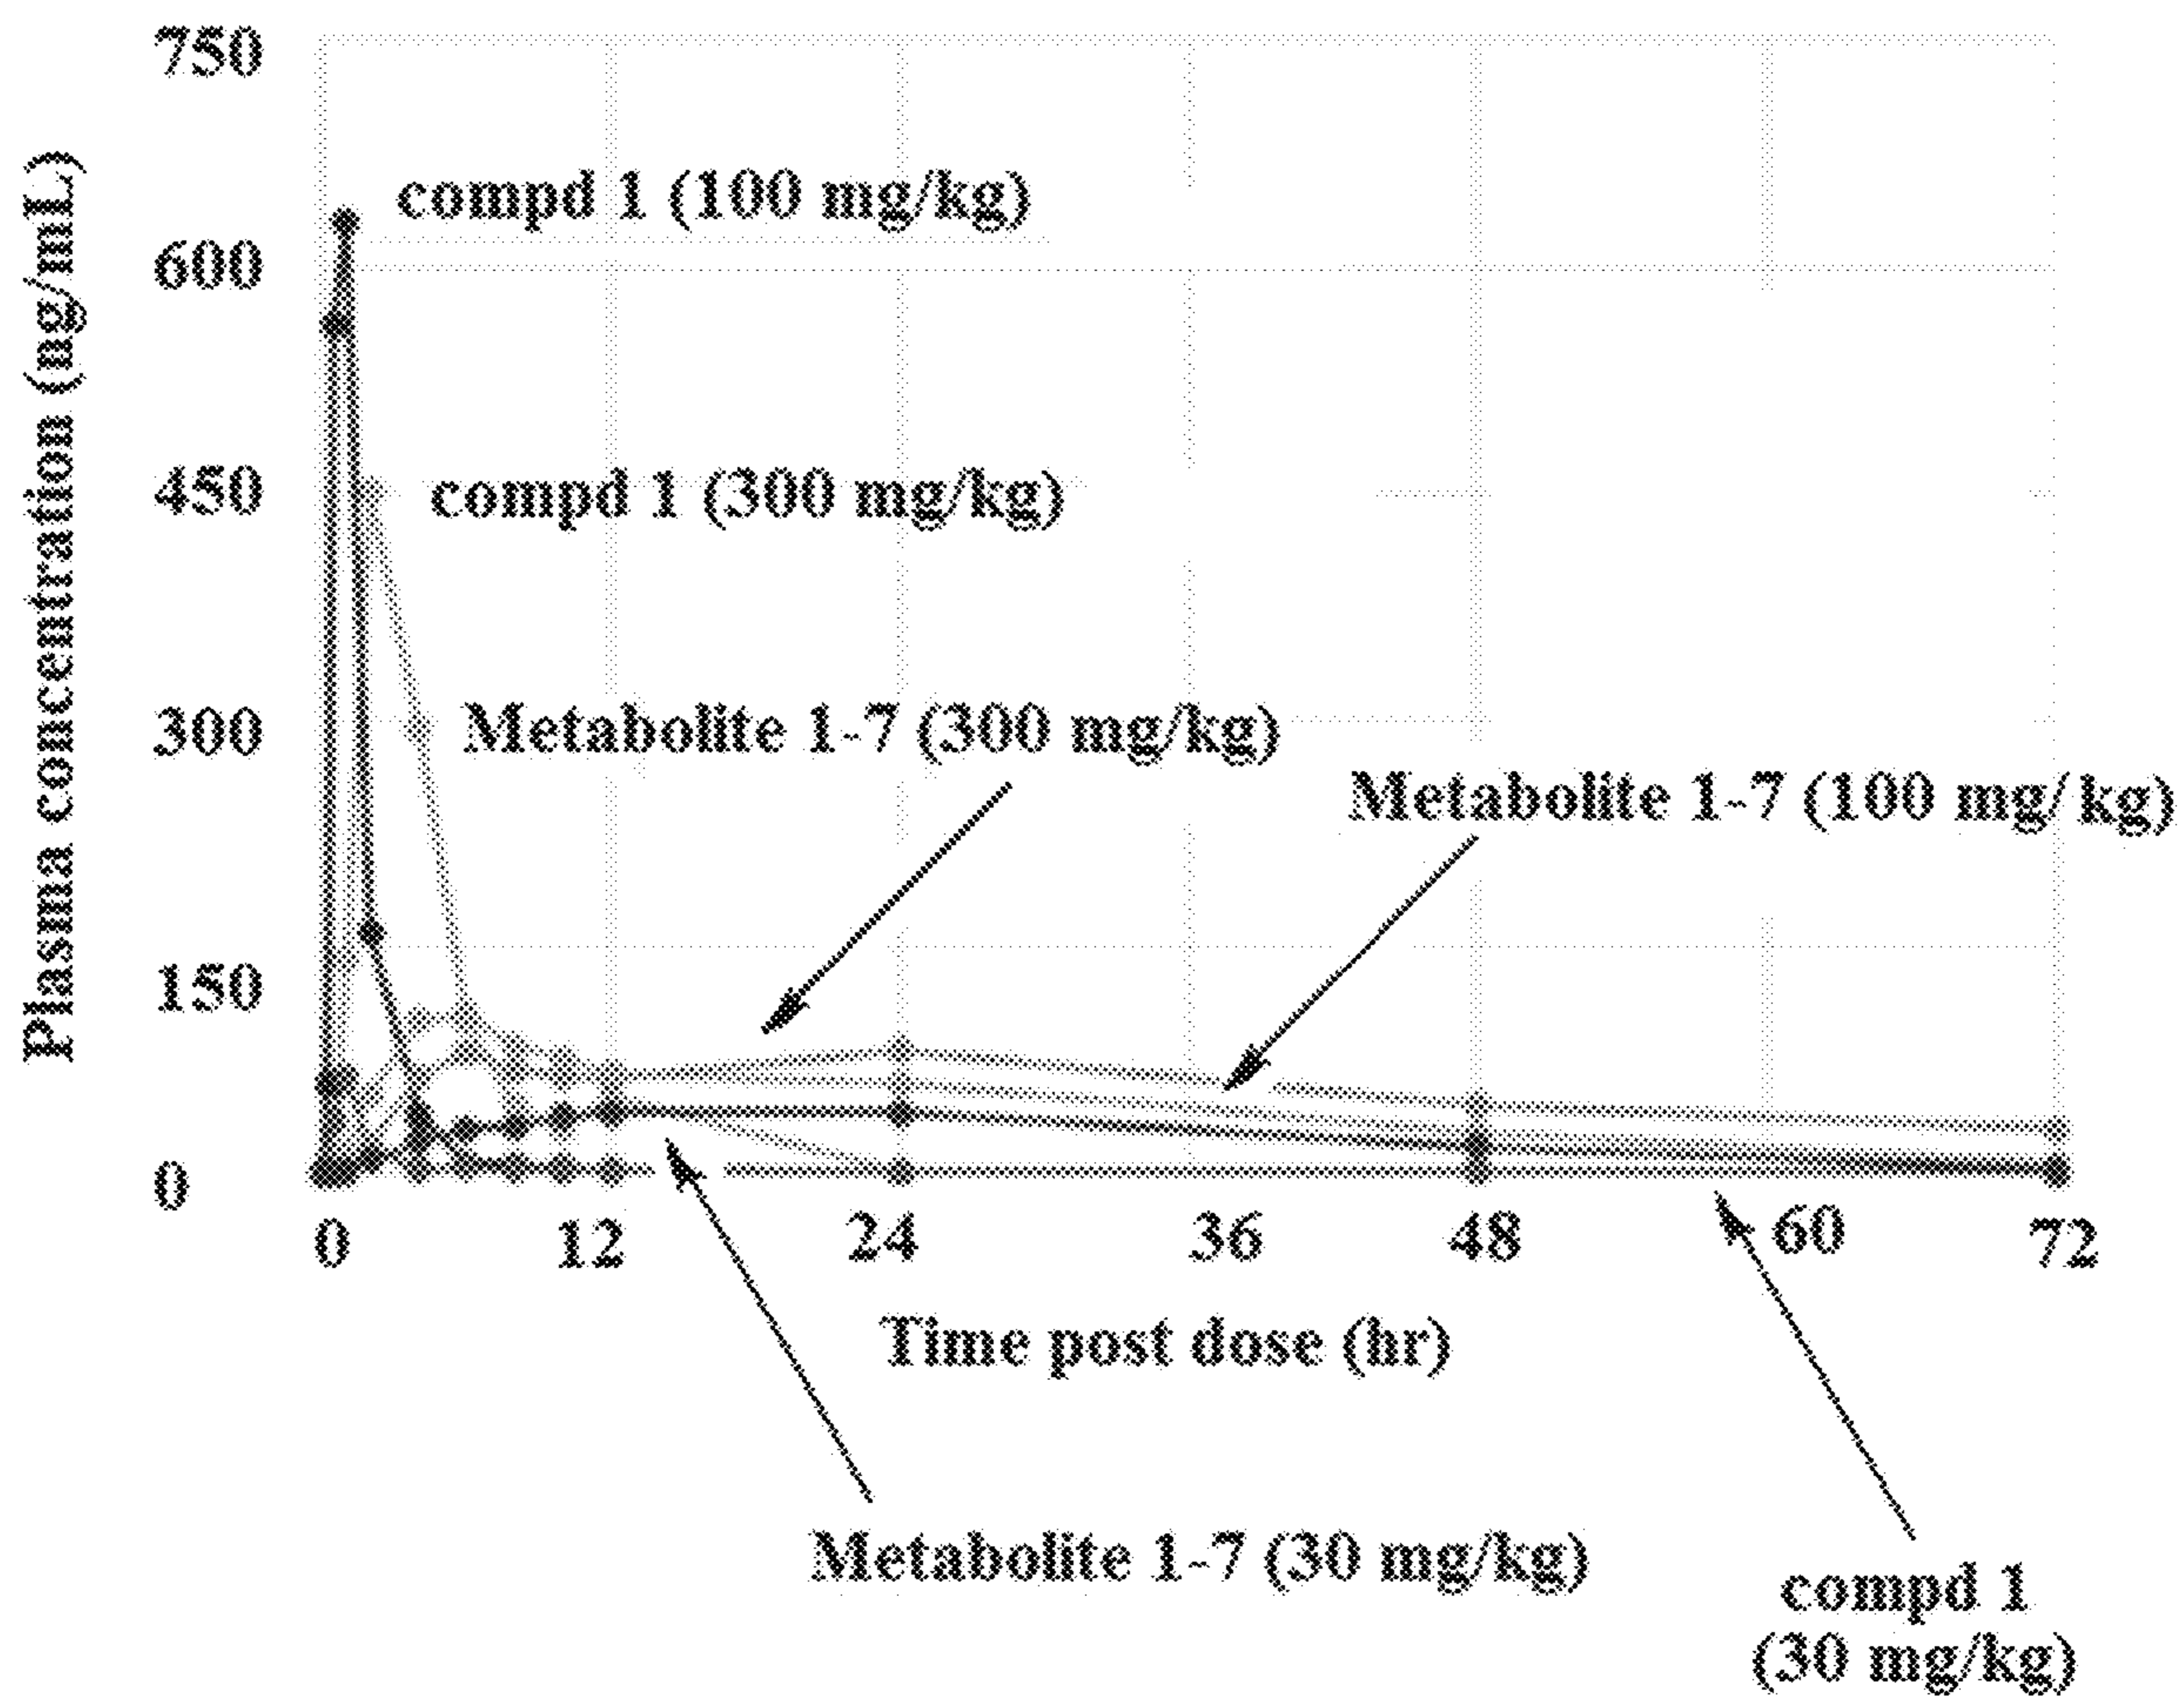 750
compd 1 (100 mg/kg)
600
450
compd 1 (300 mg/kg)
300
Metabolite 1-7 (300 mg/kg)
Metabolite 1-7 (100 mg/kg)
150
0
Plasma concentration (ng/mL)
0 12 24 36 48 60 72
Time post dose (hr)
Metabolite 1-7 (30 mg/kg)
compd 1
(30 mg/kg)